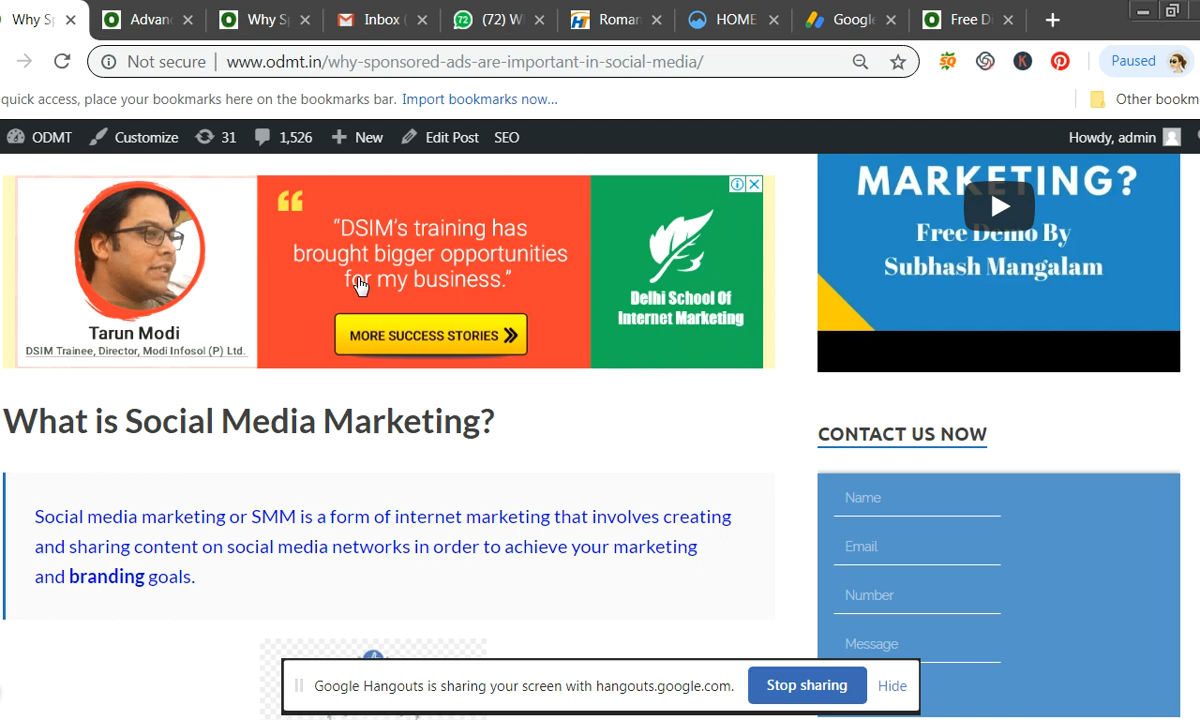 Why Sp
Advan
Why Sp
Inbox (
72
(72) W
HT
Roman
HOME
Google
Free D
Not secure
www.odmt.in/why-sponsored-ads-are-important-in-social-media/
K
Paused
quick access, place your bookmarks here on the bookmarks bar. Import bookmarks now...
Other bookm
ODMT
Customize
31
1,526
New
Edit Post
SEO
Howdy, admin
“
“DSIM’s training has
brought bigger opportunities
for my business.”
MORE SUCCESS STORIES
Tarun Modi
DSIM Trainee, Director, Modi Infosol (P) Ltd.
Delhi School Of
Internet Marketing
MARKETING?
Free Demo By
Subhash Mangalam
What is Social Media Marketing?
Social media marketing or SMM is a form of internet marketing that involves creating
and sharing content on social media networks in order to achieve your marketing
and branding goals.
CONTACT US NOW
Name
Email
Number
Message
Google Hangouts is sharing your screen with hangouts.google.com.
Stop sharing
Hide